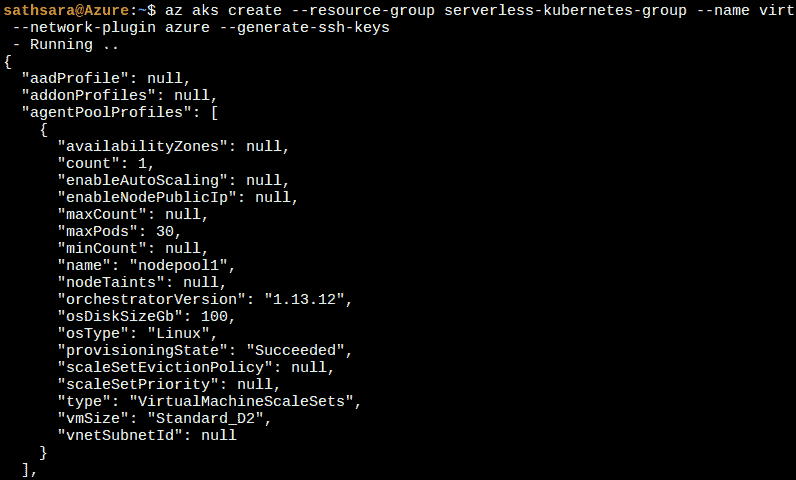 sathsara@Azure:~$ az aks create --resource-group serverless-kubernetes-group --name virt
 --network-plugin azure --generate-ssh-keys
 - Running ..
{
  "aadProfile": null,
  "addonProfiles": null,
  "agentPoolProfiles": [
    {
      "availabilityZones": null,
      "count": 1,
      "enableAutoScaling": null,
      "enableNodePublicIp": null,
      "maxCount": null,
      "maxPods": 30,
      "minCount": null,
      "name": "nodepool1",
      "nodeTaints": null,
      "orchestratorVersion": "1.13.12",
      "osDiskSizeGb": 100,
      "osType": "Linux",
      "provisioningState": "Succeeded",
      "scaleSetEvictionPolicy": null,
      "scaleSetPriority": null,
      "type": "VirtualMachineScaleSets",
      "vmSize": "Standard_D2",
      "vnetSubnetId": null
    }
  ],